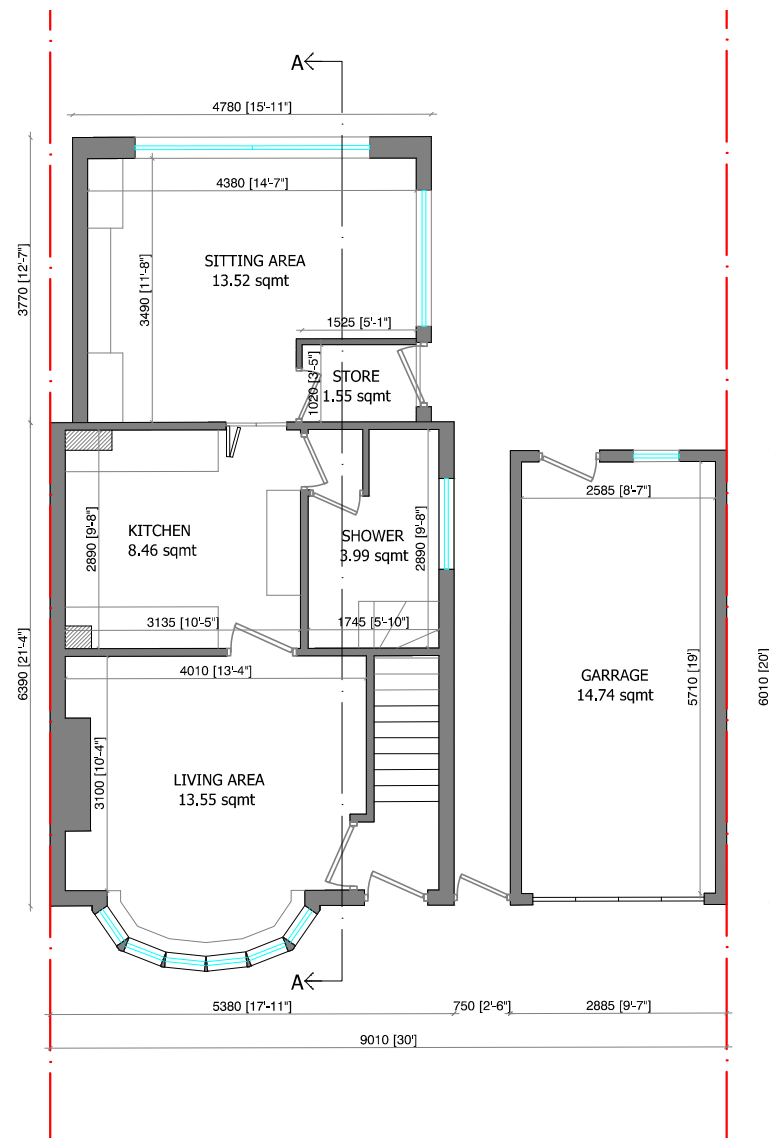 A
4780 [15'-11"]
4380 [14'-7"]
3770 [12'-7"]
3490 [11'-8"]
SITTING AREA
13.52 sqmt
1525 [5'-1"]
1020 [3'-5"]
STORE
1.55 sqmt
2585 [8'-7"]
KITCHEN
8.46 sqmt
2890 [9'-8"]
SHOWER
3.99 sqmt
2890 [9'-8"]
3135 [10'-5"]
1745 [5'-10"]
6390 [21'-4"]
4010 [13'-4"]
GARRAGE
14.74 sqmt
5710 [19']
6010 [20']
3100 [10'-4"]
LIVING AREA
13.55 sqmt
A
5380 [17'-11"]
750 [2'-6"]
2885 [9'-7"]
9010 [30']